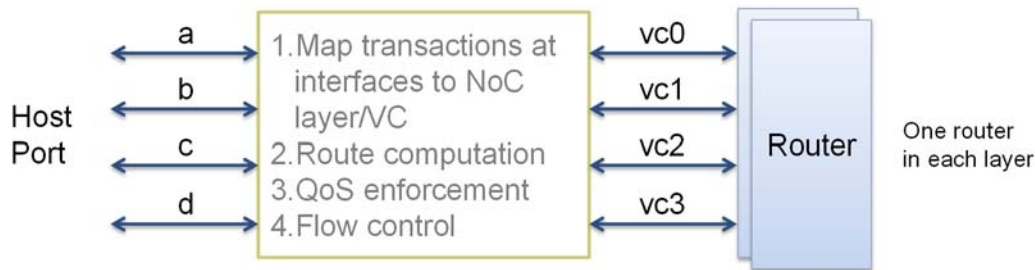 Host
Port
a
b
c
d
1.Map transactions at
interfaces to NoC
layer/VC
2.Route computation
3.QoS enforcement
4.Flow control
vc0
vc1
vc2
vc3
Router
One router
in each layer